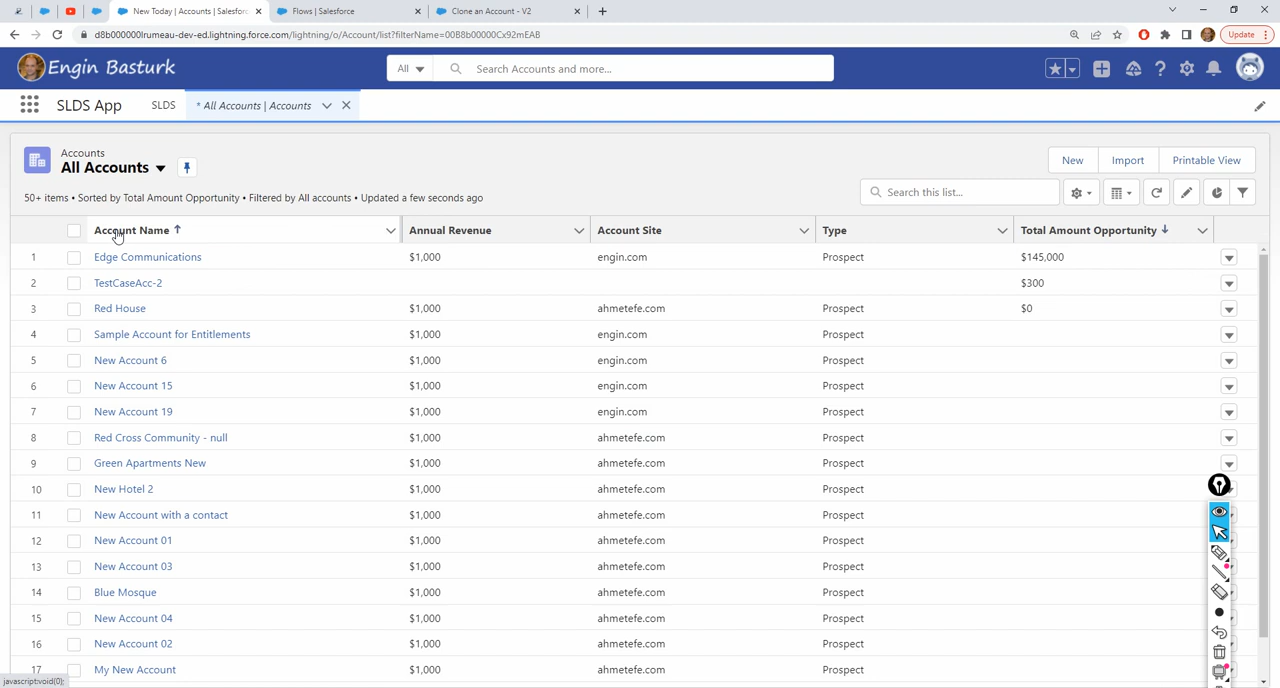 New Today | Accounts | Salesforc
Flows | Salesforce
Clone an Account - V2
d8b000000lrumeau-dev-ed.lightning.force.com/lightning/o/Account/list?filterName=00B8b00000Cx92mEAB
Update
Engin Basturk
All
Search Accounts and more...
SLDS App
SLDS
* All Accounts | Accounts
Accounts
All Accounts
New
Import
Printable View
50+ items • Sorted by Total Amount Opportunity • Filtered by All accounts • Updated a few seconds ago
Search this list...
Account Name
Annual Revenue
Account Site
Type
Total Amount Opportunity
1 Edge Communications $1,000 engin.com Prospect $145,000
2 TestCaseAcc-2 $300
3 Red House $1,000 ahmetefe.com Prospect $0
4 Sample Account for Entitlements $1,000 engin.com Prospect
5 New Account 6 $1,000 engin.com Prospect
6 New Account 15 $1,000 engin.com Prospect
7 New Account 19 $1,000 engin.com Prospect
8 Red Cross Community - null $1,000 ahmetefe.com Prospect
9 Green Apartments New $1,000 ahmetefe.com Prospect
10 New Hotel 2 $1,000 ahmetefe.com Prospect
11 New Account with a contact $1,000 ahmetefe.com Prospect
12 New Account 01 $1,000 ahmetefe.com Prospect
13 New Account 03 $1,000 ahmetefe.com Prospect
14 Blue Mosque $1,000 ahmetefe.com Prospect
15 New Account 04 $1,000 ahmetefe.com Prospect
16 New Account 02 $1,000 ahmetefe.com Prospect
17 My New Account $1,000 ahmetefe.com Prospect
javascript:void(0);